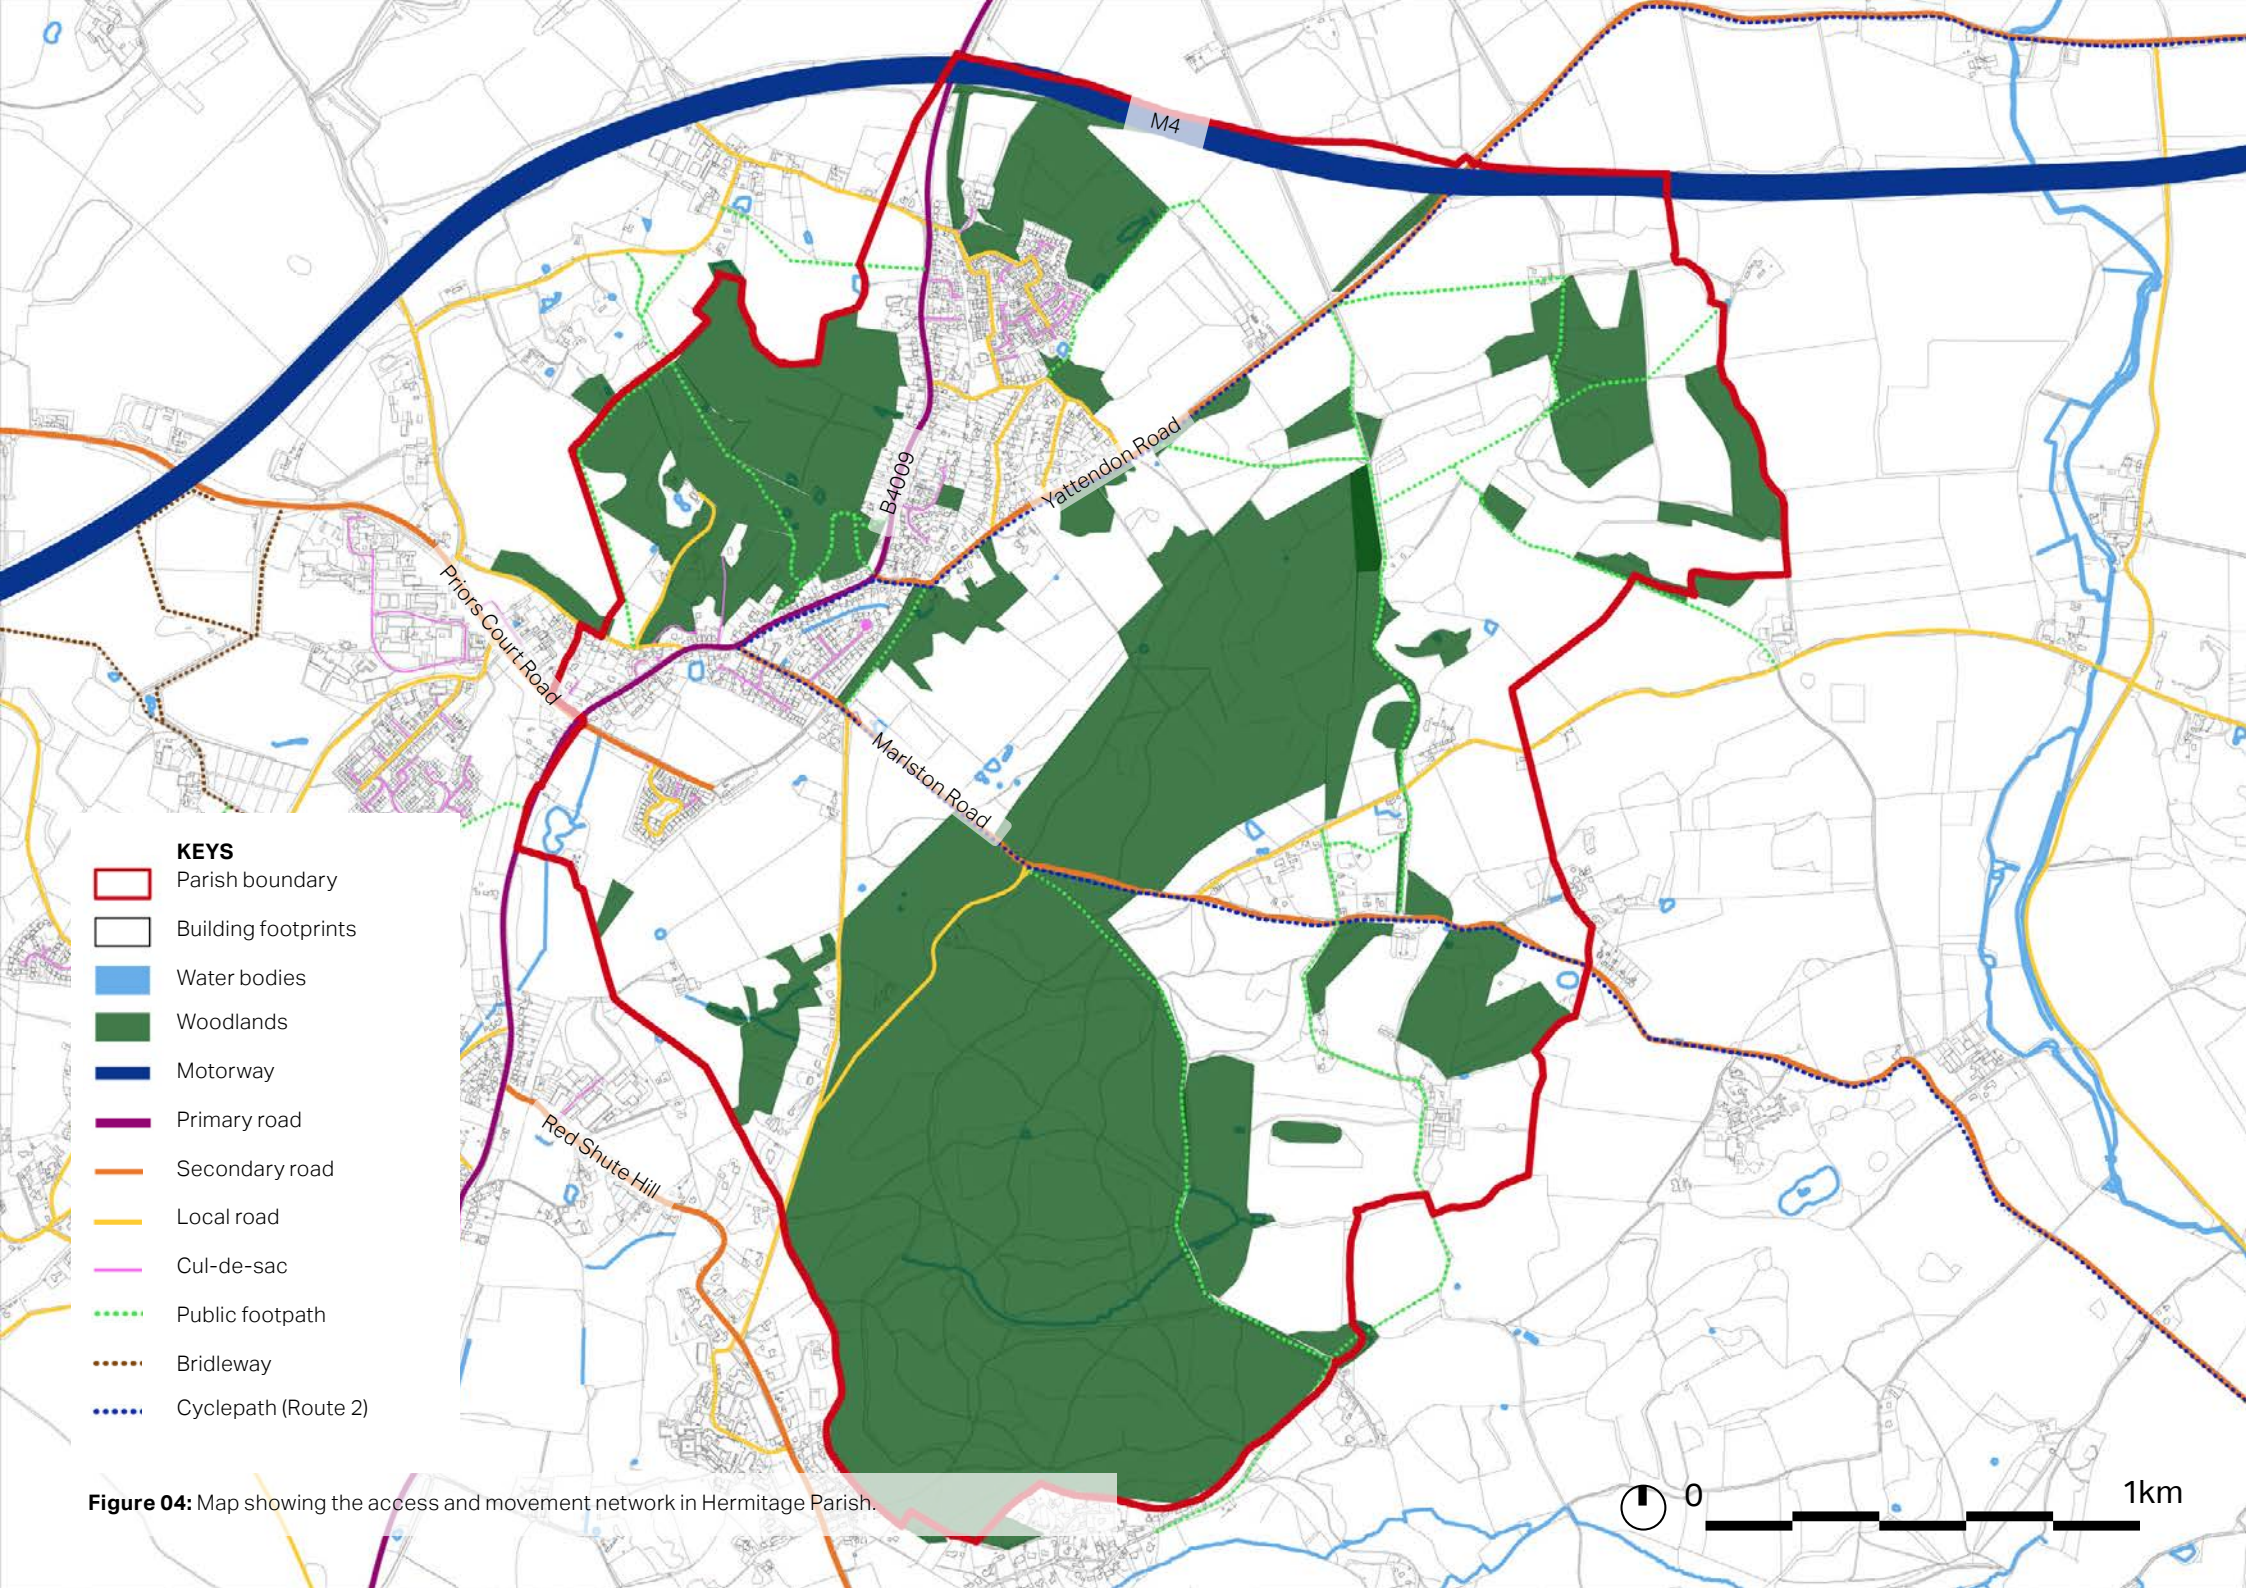 M4
B4009
Yattendon Road
Priors Court Road
Marlston Road
KEYS
Parish boundary
Building footprints
Water bodies
Woodlands
Motorway
Primary road
Secondary road
Local road
Cul-de-sac
Public footpath
Bridleway
Cyclepath (Route 2)
Red Shute Hill
Figure 04: Map showing the access and movement network in Hermitage Parish.
0
1km